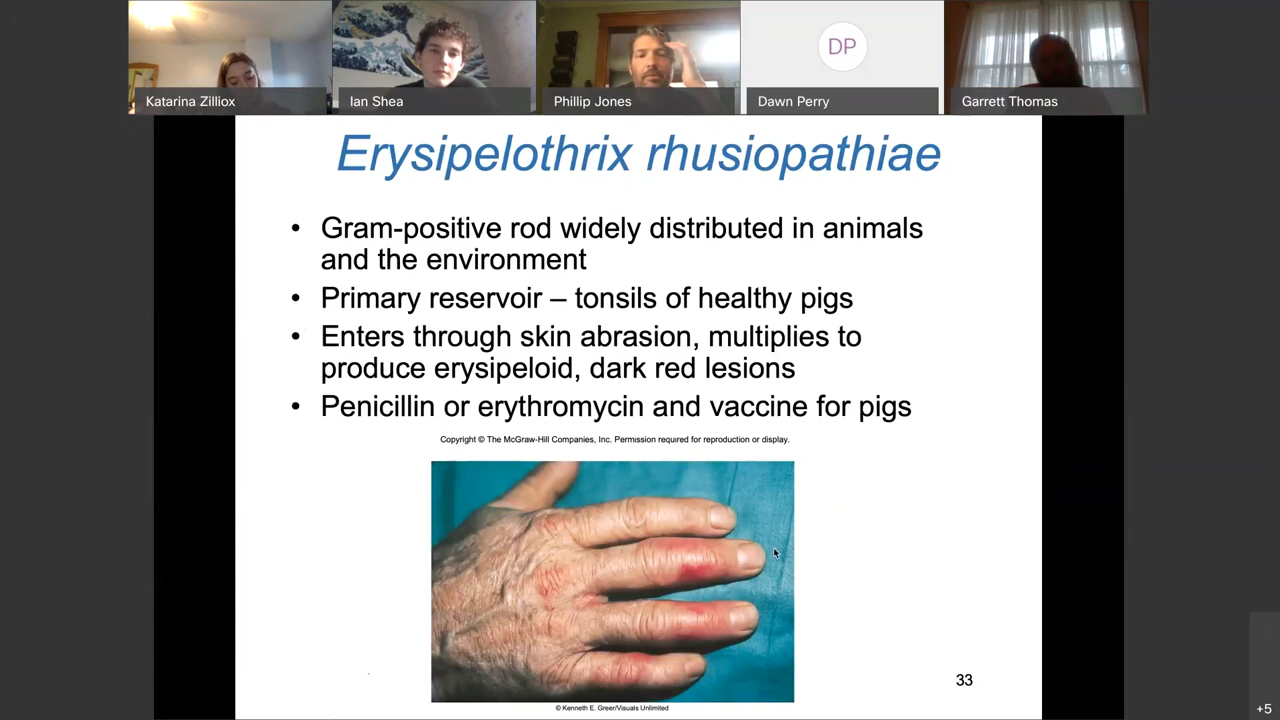 DP
Katarina Zilliox
Ian Shea
Phillip Jones
Dawn Perry
Garrett Thomas
Erysipelothrix rhusiopathiae
• Gram-positive rod widely distributed in animals
and the environment
• Primary reservoir – tonsils of healthy pigs
• Enters through skin abrasion, multiplies to
produce erysipeloid, dark red lesions
• Penicillin or erythromycin and vaccine for pigs
Copyright © The McGraw-Hill Companies, Inc. Permission required for reproduction or display.
33
© Kenneth E. Greer/Visuals Unlimited
+5